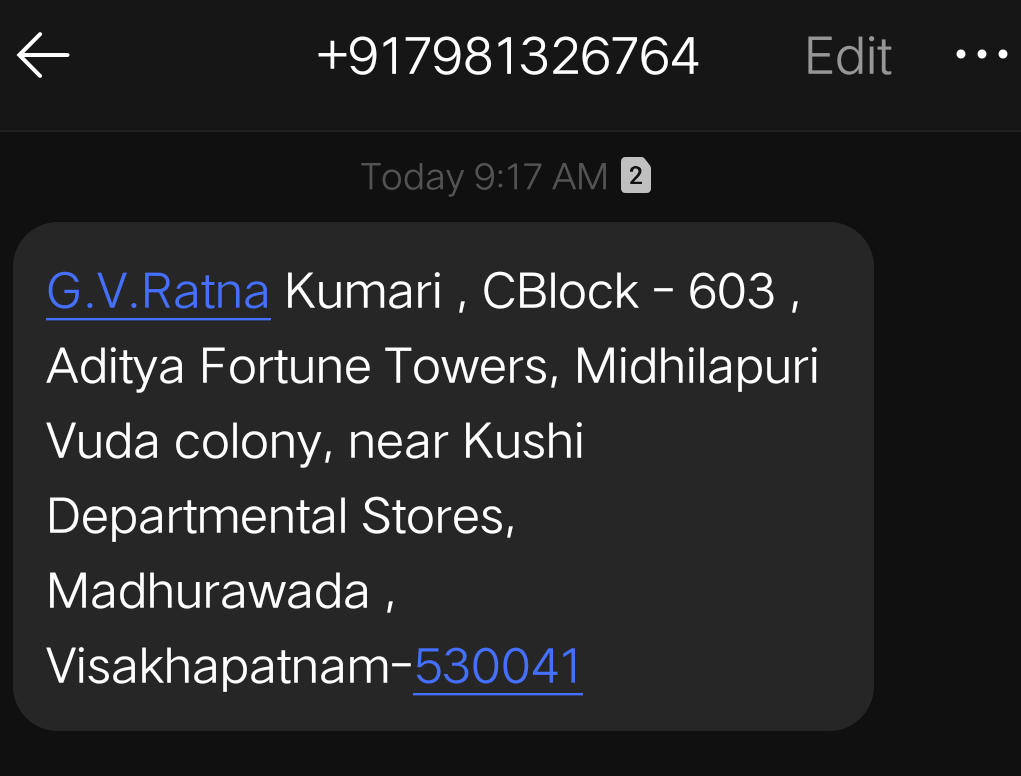 +917981326764 Edit
Today 9:17 AM 2
G.V.Ratna Kumari , CBlock - 603 ,
Aditya Fortune Towers, Midhilapuri
Vuda colony, near Kushi
Departmental Stores,
Madhurawada ,
Visakhapatnam-530041